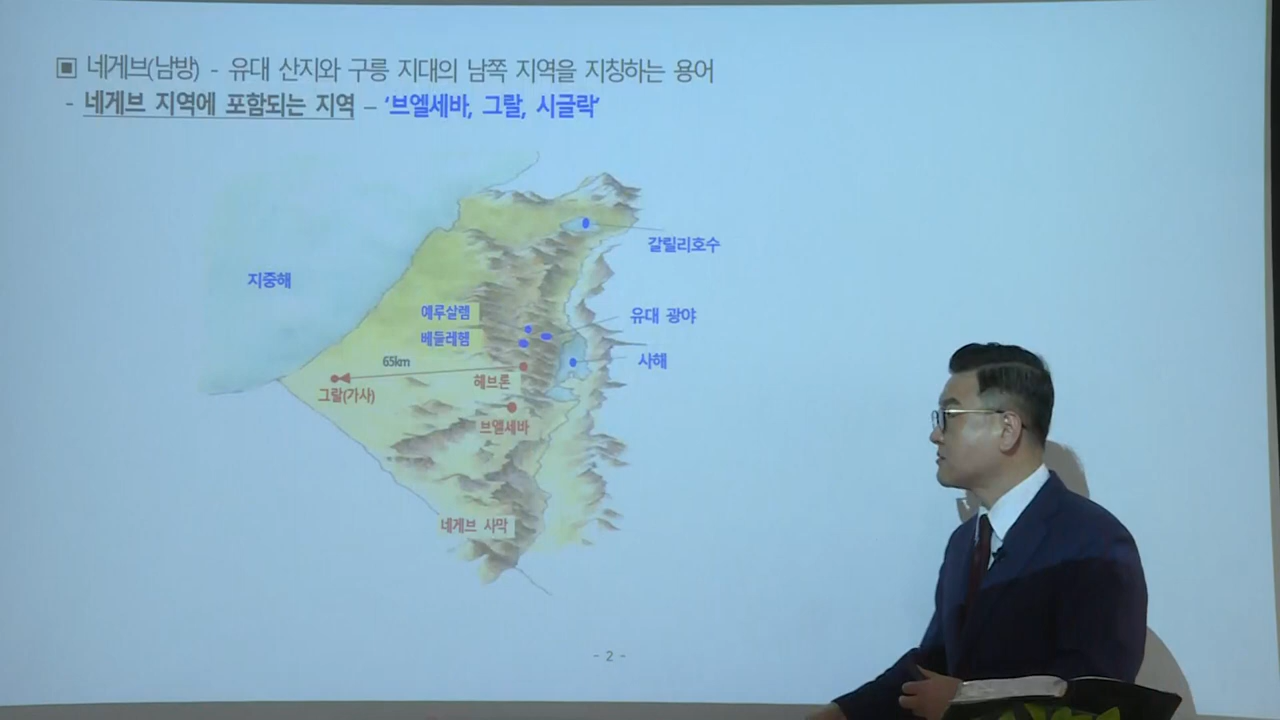 ▣ 네게브(남방) - 유대 산지와 구릉 지대의 남쪽 지역을 지칭하는 용어
- 네게브 지역에 포함되는 지역 – ‘브엘세바, 그랄, 시글락’
갈릴리호수
지중해
예루살렘
유대 광야
베들레헴
사해
65km
헤브론
그랄(가사)
브엘세바
네게브 사막
- 2 -